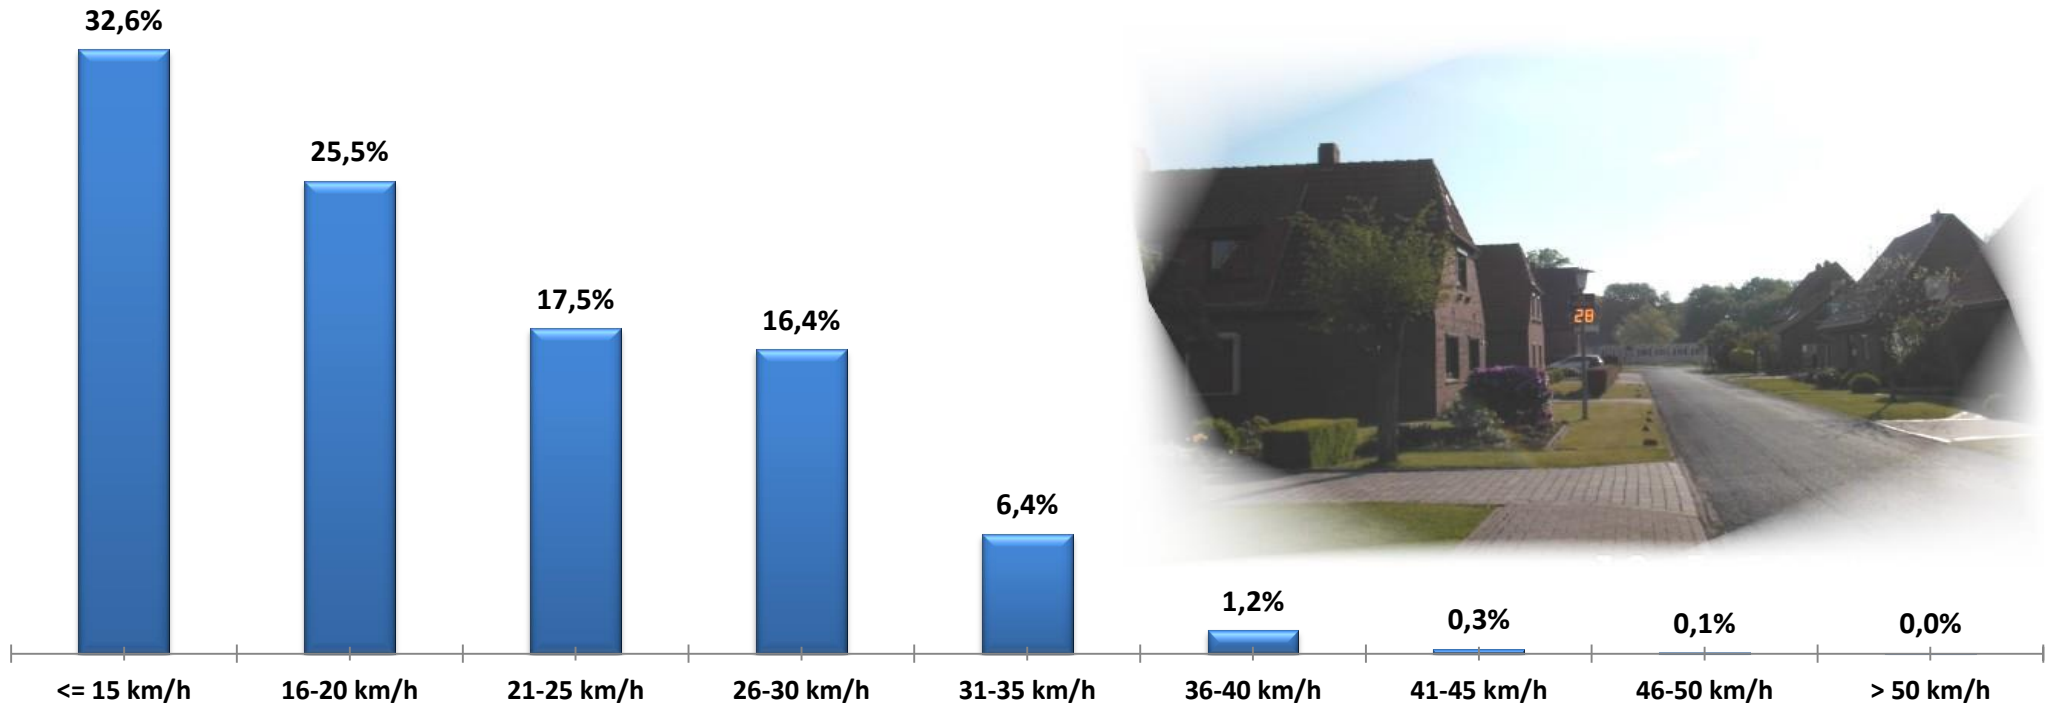 32,6%
25,5%
17,5%
16,4%
6,4%
1,2%
0,3%
0,1%
0,0%
28
<= 15 km/h
16-20 km/h
21-25 km/h
26-30 km/h
31-35 km/h
36-40 km/h
41-45 km/h
46-50 km/h
> 50 km/h